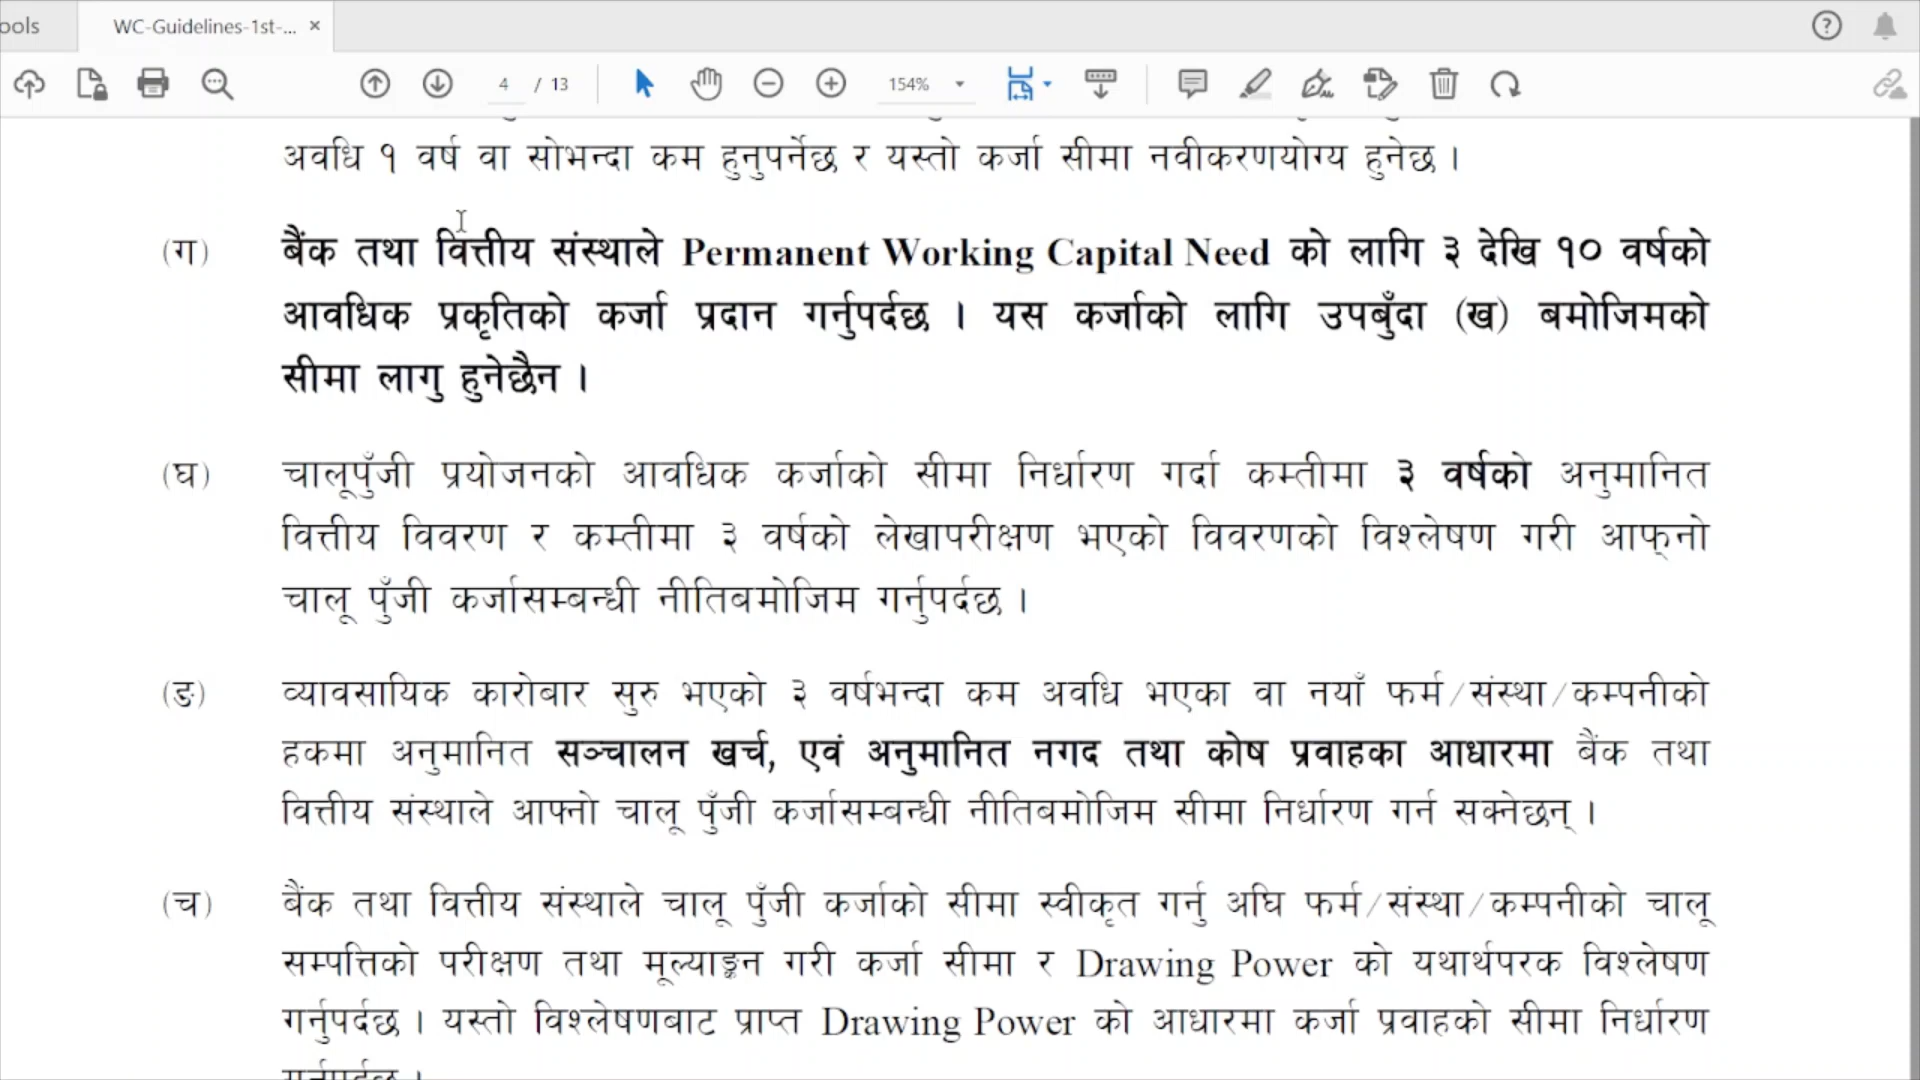 ools
WC-Guidelines-1st-... ×
4 / 13
154%
अवधि १ वर्ष वा सोभन्दा कम हुनुपर्नेछ र यस्तो कर्जा सीमा नवीकरणयोग्य हुनेछ ।
(ग) बैंक तथा वित्तीय संस्थाले Permanent Working Capital Need को लागि ३ देखि १० वर्षको
आवधिक प्रकृतिको कर्जा प्रदान गर्नुपर्दछ । यस कर्जाको लागि उपबुँदा (ख) बमोजिमको
सीमा लागु हुनेछैन ।
(घ) चालूपुँजी प्रयोजनको आवधिक कर्जाको सीमा निर्धारण गर्दा कम्तीमा ३ वर्षको अनुमानित
वित्तीय विवरण र कम्तीमा ३ वर्षको लेखापरीक्षण भएको विवरणको विश्लेषण गरी आफ्‌नो
चालू पुँजी कर्जासम्बन्धी नीतिबमोजिम गर्नुपर्दछ ।
(ङ) व्यावसायिक कारोबार सुरु भएको ३ वर्षभन्दा कम अवधि भएका वा नयाँ फर्म/संस्था/कम्पनीको
हकमा अनुमानित सञ्चालन खर्च, एवं अनुमानित नगद तथा कोष प्रवाहका आधारमा बैंक तथा
वित्तीय संस्थाले आफ्नो चालू पुँजी कर्जासम्बन्धी नीतिबमोजिम सीमा निर्धारण गर्न सक्नेछन् ।
(च) बैंक तथा वित्तीय संस्थाले चालू पुँजी कर्जाको सीमा स्वीकृत गर्नु अघि फर्म/संस्था/कम्पनीको चालू
सम्पत्तिको परीक्षण तथा मूल्याङ्कन गरी कर्जा सीमा र Drawing Power को यथार्थपरक विश्लेषण
गर्नुपर्दछ । यस्तो विश्लेषणबाट प्राप्त Drawing Power को आधारमा कर्जा प्रवाहको सीमा निर्धारण